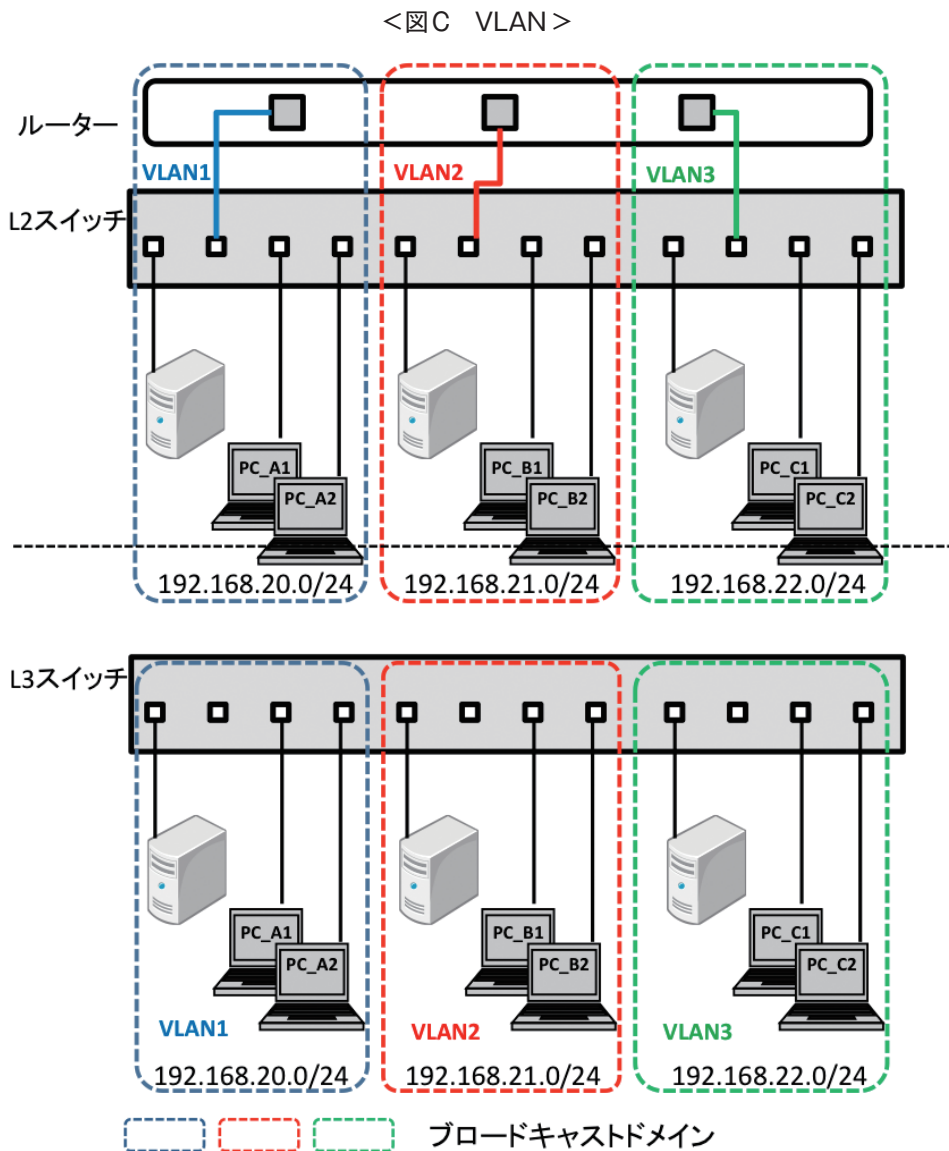 <図C VLAN>
ルーター
VLAN1
VLAN2
VLAN3
L2スイッチ
PC_A1
PC_A2
PC_B1
PC_B2
PC_C1
PC_C2
192.168.20.0/24
192.168.21.0/24
192.168.22.0/24
L3スイッチ
PC_A1
PC_A2
PC_B1
PC_B2
PC_C1
PC_C2
VLAN1
VLAN2
VLAN3
192.168.20.0/24
192.168.21.0/24
192.168.22.0/24
ブロードキャストドメイン